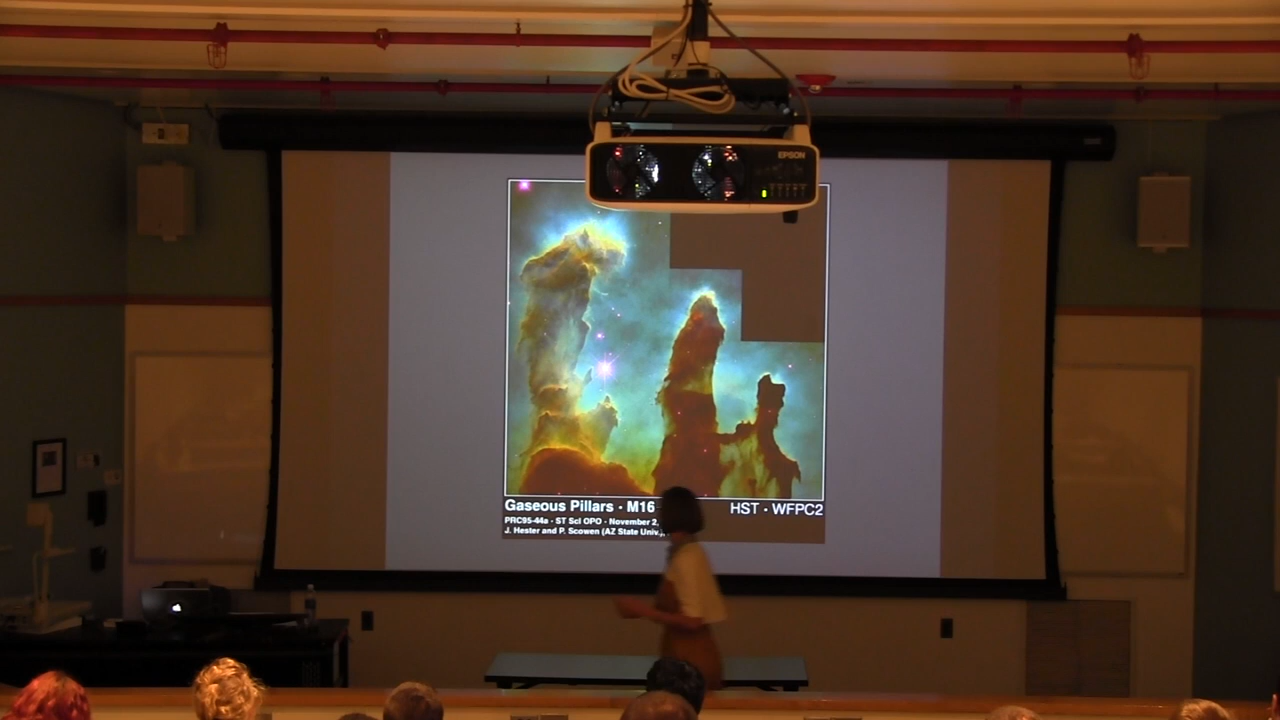 EPSON
Gaseous Pillars · M16
HST · WFPC2
PRC95-44a · ST ScI OPO · November 2,
J. Hester and P. Scowen (AZ State Univ.),